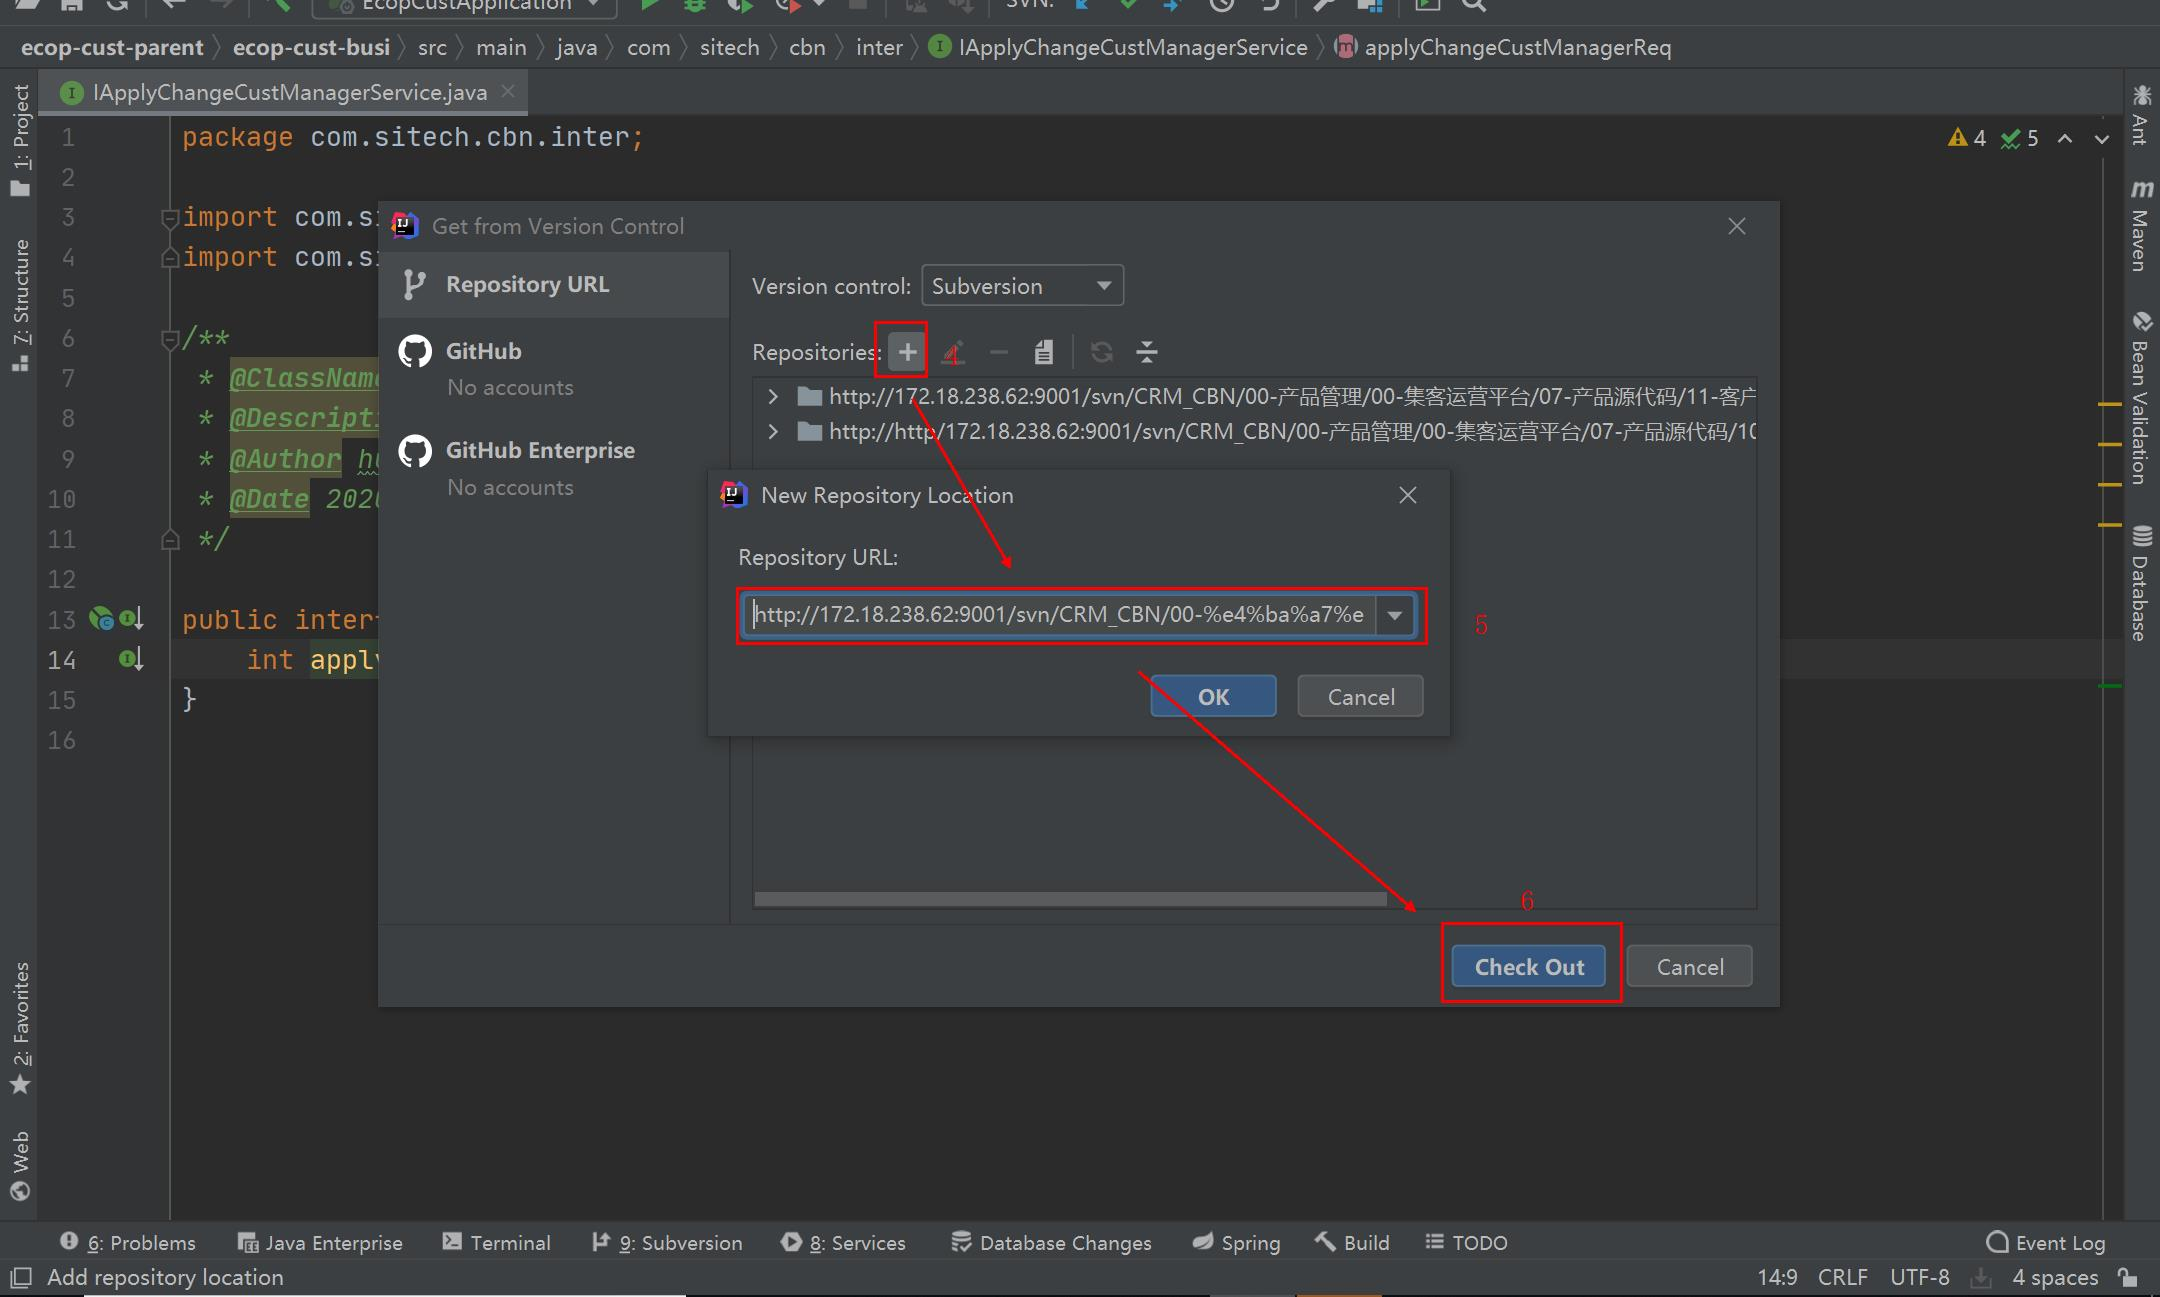 EcopCustApplication SVN:
ecop-cust-parent ecop-cust-busi src main java com sitech cbn inter IApplyChangeCustManagerService applyChangeCustManagerReq
IApplyChangeCustManagerService.java
1 package com.sitech.cbn.inter;
4 5
2
3 import com.si
4 import com.si
5
6 /**
7 * @ClassName
8 * @Descripti
9 * @Author hu
10 * @Date 2020
11 */
12
13 public inter
14 int apply
15 }
16
1: Project
7: Structure
2: Favorites
Web
Ant
Maven
Bean Validation
Database
Get from Version Control
Repository URL
GitHub
No accounts
GitHub Enterprise
No accounts
Version control: Subversion
Repositories: 4
http://172.18.238.62:9001/svn/CRM_CBN/00-产品管理/00-集客运营平台/07-产品源代码/11-客户
http://http/172.18.238.62:9001/svn/CRM_CBN/00-产品管理/00-集客运营平台/07-产品源代码/10
New Repository Location
Repository URL:
http://172.18.238.62:9001/svn/CRM_CBN/00-%e4%ba%a7%e
5
OK Cancel
6
Check Out Cancel
6: Problems Java Enterprise Terminal 9: Subversion 8: Services Database Changes Spring Build TODO Event Log
Add repository location 14:9 CRLF UTF-8 4 spaces